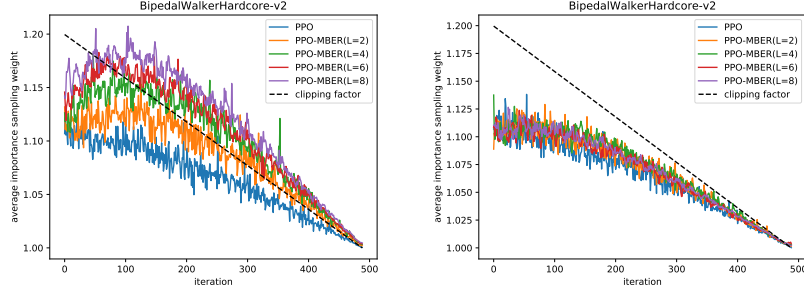 BipedalWalkerHardcore-v2
average importance sampling weight
1.20
1.15
1.10
1.05
1.00
0
100
200
300
400
500
iteration
PPO
PPO-MBER(L=2)
PPO-MBER(L=4)
PPO-MBER(L=6)
PPO-MBER(L=8)
clipping factor
BipedalWalkerHardcore-v2
average importance sampling weight
1.200
1.175
1.150
1.125
1.100
1.075
1.050
1.025
1.000
0
100
200
300
400
500
iteration
PPO
PPO-MBER(L=2)
PPO-MBER(L=4)
PPO-MBER(L=6)
PPO-MBER(L=8)
clipping factor